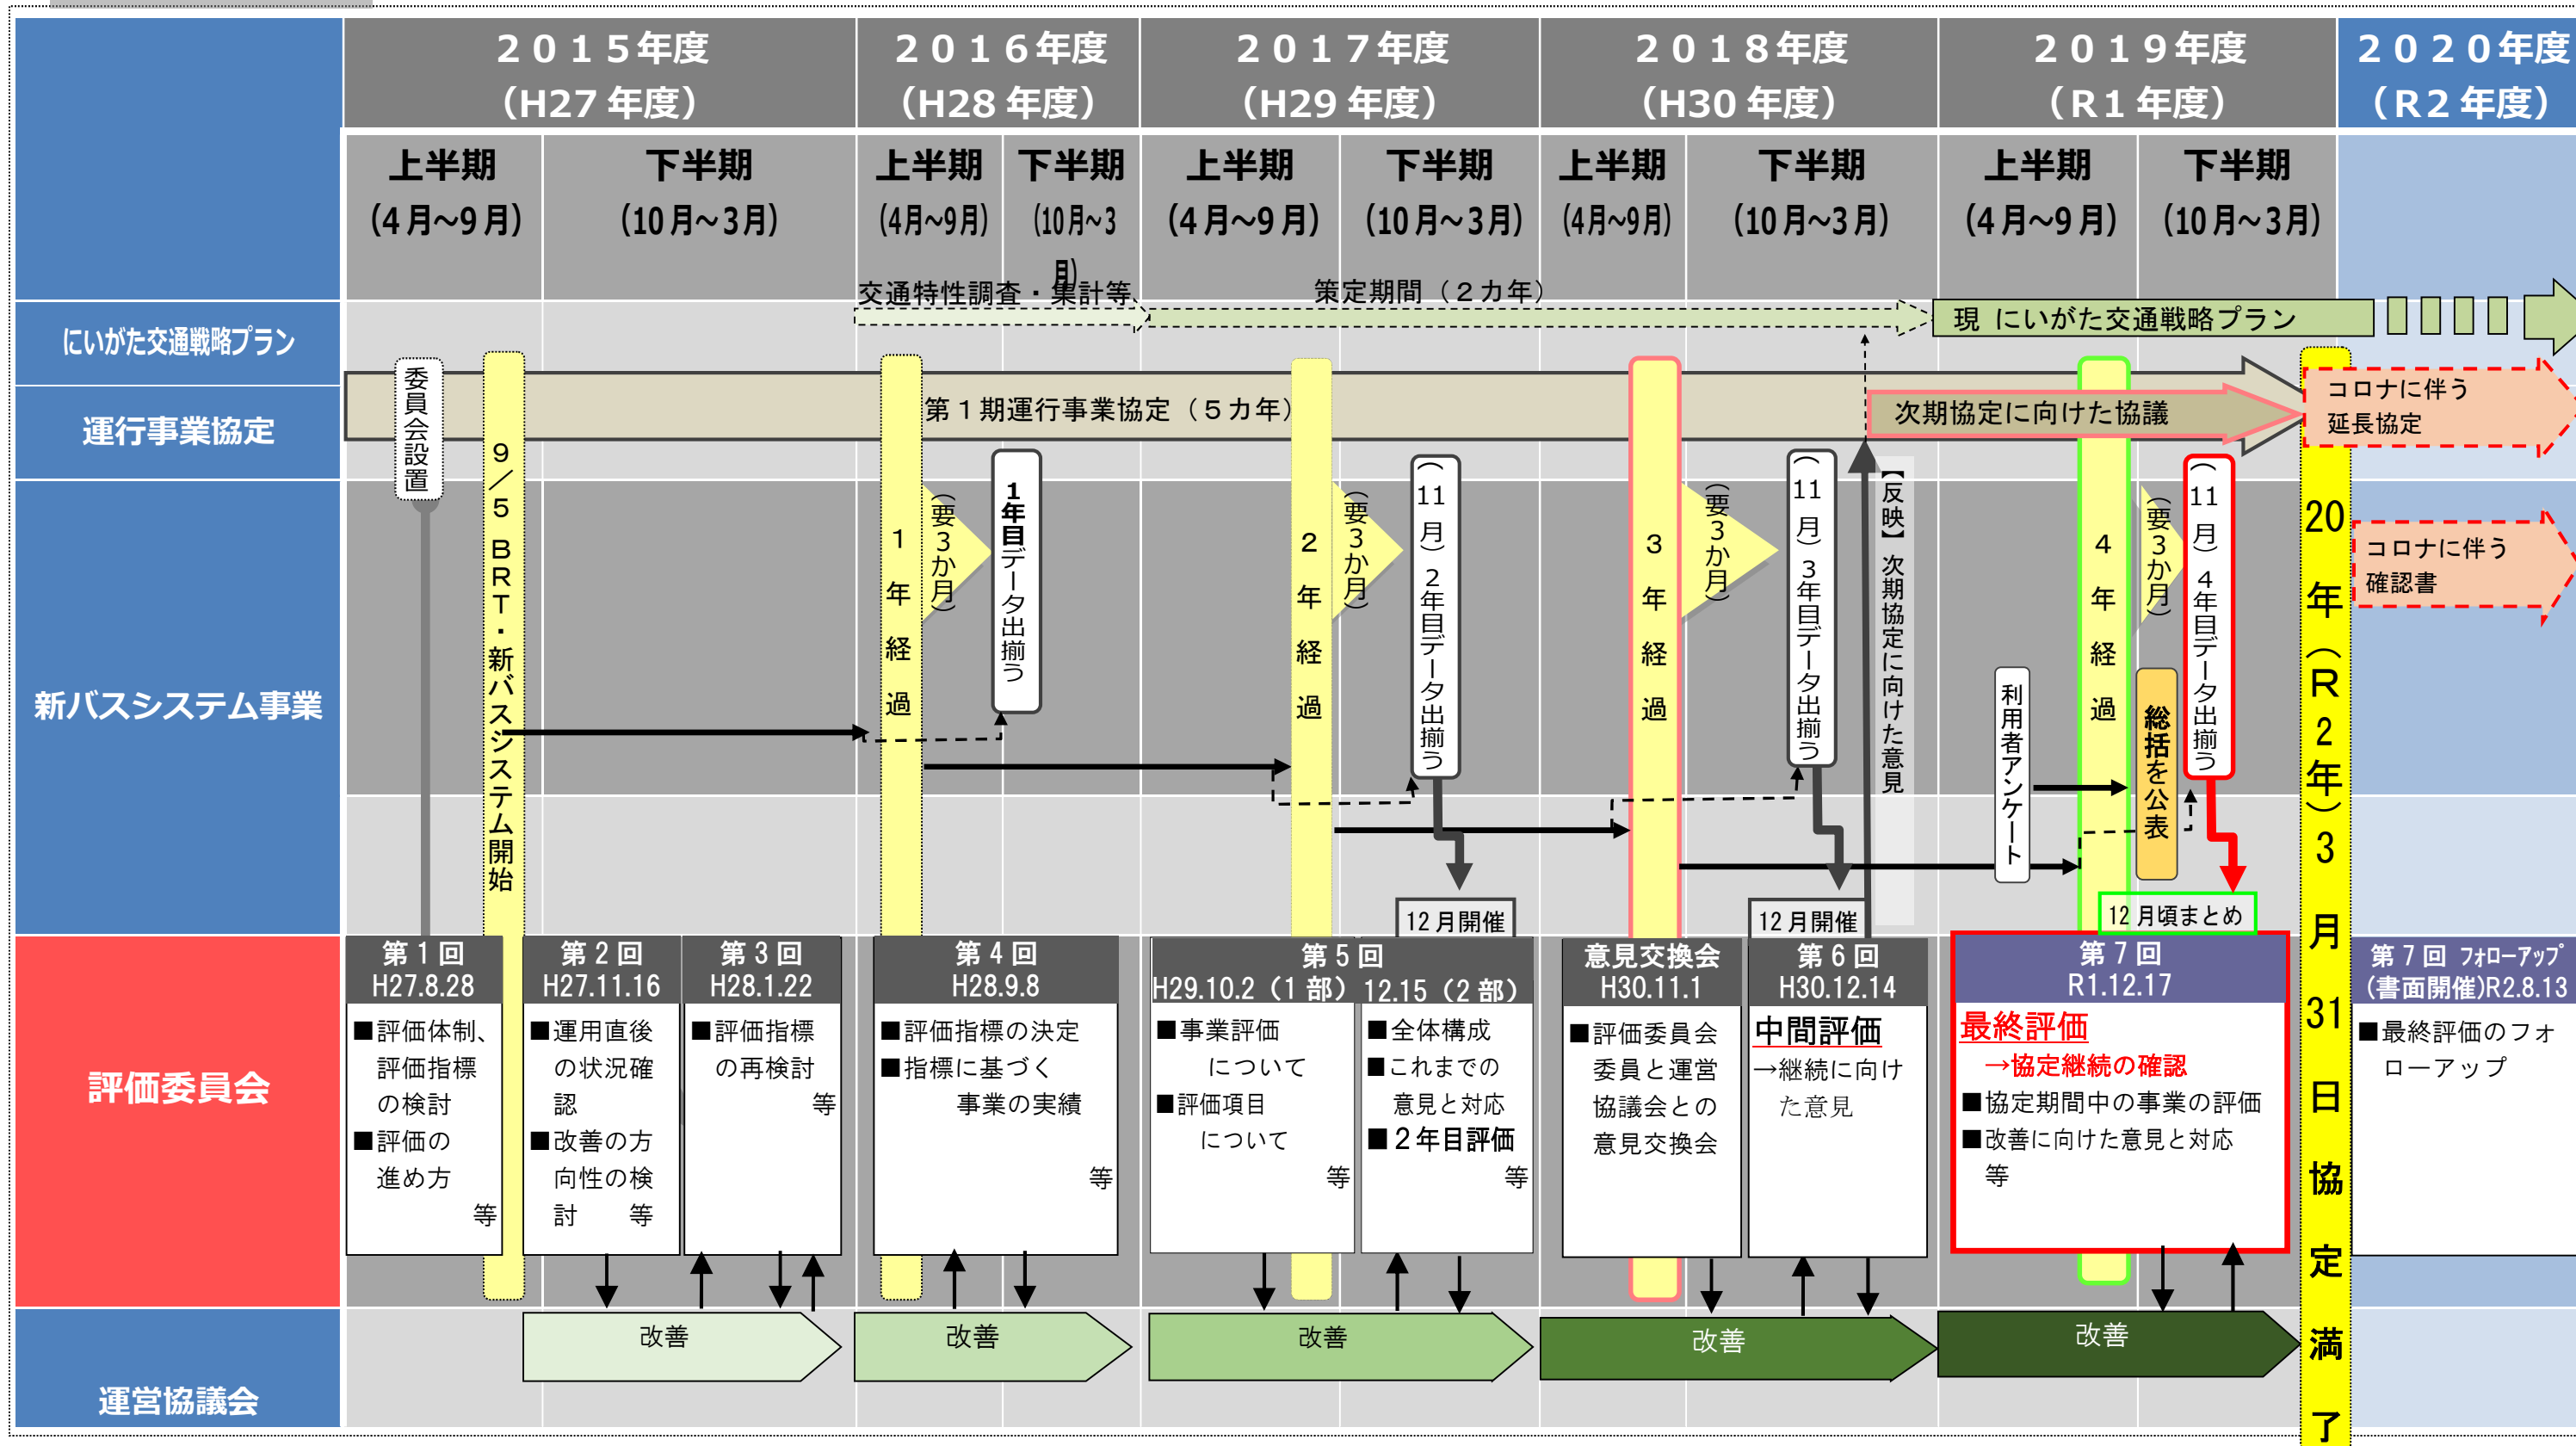 ２０１５年度
（H27 年度）
２０１６年度
（H28 年度）
２０１７年度
（H29 年度）
２０１８年度
（H30 年度）
２０１９年度
（R１年度）
２０２０年度
（R２年度）
上半期
(4月～9月)
下半期
(10月～3月)
上半期
(4月～9月)
下半期
(10月～3
月)
上半期
(4月～9月)
下半期
(10月～3月)
上半期
(4月～9月)
下半期
(10月～3月)
上半期
(4月～9月)
下半期
(10月～3月)
にいがた交通戦略プラン
交通特性調査・集計等
策定期間（２カ年）
現 にいがた交通戦略プラン
運行事業協定
第１期運行事業協定（５カ年）
次期協定に向けた協議
コロナに伴う
延長協定
新バスシステム事業
委員会設置
９／５ ＢＲＴ・新バスシステム開始
１年経過
（要３か月）
１年目データ出揃う
２年経過
（要３か月）
（11月）２年目データ出揃う
３年経過
（要３か月）
（11月）３年目データ出揃う
【反映】次期協定に向けた意見
利用者アンケート
４年経過
（要３か月）
総括を公表
（11月）４年目データ出揃う
20年（Ｒ２年）３月31日協定満了
コロナに伴う
確認書
12月開催
12月開催
12月頃まとめ
評価委員会
第１回
H27.8.28
■評価体制、
評価指標
の検討
■評価の
進め方
等
第２回
H27.11.16
■運用直後
の状況確
認
■改善の方
向性の検
討　等
第３回
H28.1.22
■評価指標
の再検討
等
第４回
H28.9.8
■評価指標の決定
■指標に基づく
事業の実績
等
第５回
H29.10.2（1部）12.15（2部）
■事業評価
について
■評価項目
について
等
■全体構成
■これまでの
意見と対応
■２年目評価
等
意見交換会
H30.11.1
■評価委員会
委員と運営
協議会との
意見交換会
第６回
H30.12.14
中間評価
→継続に向け
た意見
第７回
R1.12.17
最終評価
→協定継続の確認
■協定期間中の事業の評価
■改善に向けた意見と対応
等
第７回 ﾌｫﾛｰｱｯﾌﾟ
(書面開催)R2.8.13
■最終評価のフォ
ローアップ
運営協議会
改善
改善
改善
改善
改善